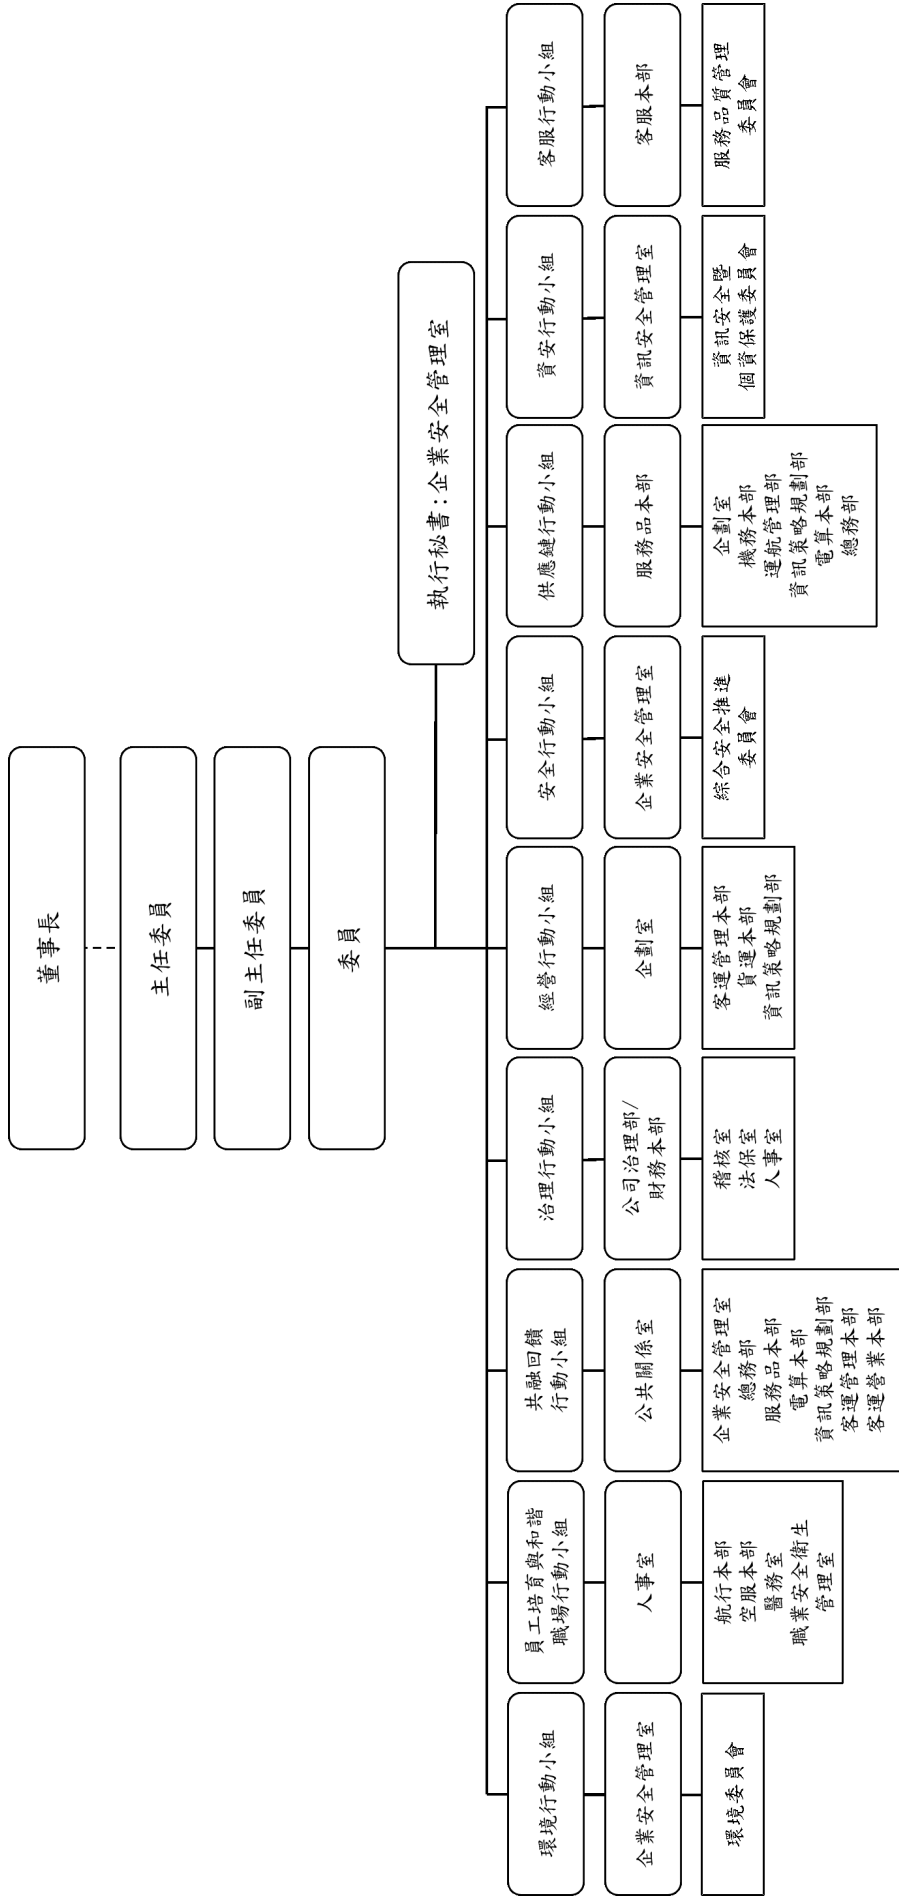 董事長
主任委員
副主任委員
委員
執行秘書：企業安全管理室
環境行動小組
企業安全管理室
環境委員會
員工培育與和諧
職場行動小組
人事室
航行本部
空服本部
醫務室
職業安全衛生
管理室
共融回饋
行動小組
公共關係室
企業安全管理室
總務部
服務品本部
電算本部
資訊策略規劃部
客運管理本部
客運營業本部
治理行動小組
公司治理部/
財務本部
稽核室
法保室
人事室
經營行動小組
企劃室
客運管理本部
貨運本部
資訊策略規劃部
安全行動小組
企業安全管理室
綜合安全推進
委員會
供應鏈行動小組
服務品本部
企劃室
機務本部
運航管理部
資訊策略規劃部
電算本部
總務部
資安行動小組
資訊安全管理室
資訊安全暨
個資保護委員會
客服行動小組
客服本部
服務品質管理
委員會